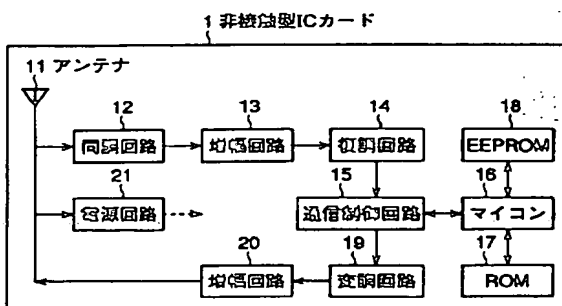 1 非接触型ICカード
11 アンテナ
12
同調回路
13
増幅回路
14
復調回路
18
EEPROM
21
電源回路
15
通信制御回路
16
マイコン
20
増幅回路
19
変調回路
17
ROM